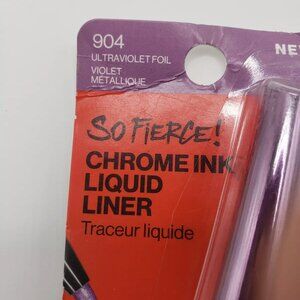 904
ULTRAVIOLET FOIL
VIOLET
MÉTALLIQUE
So FIERCE!
CHROME INK
LIQUID
LINER
Traceur liquide